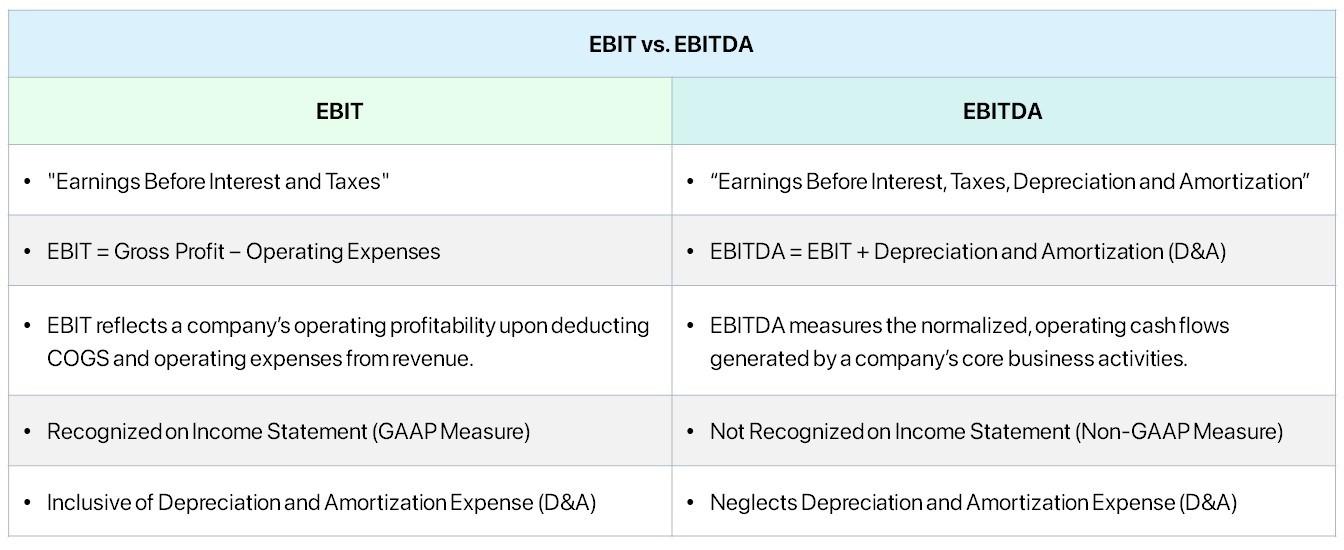 EBIT vs. EBITDA
EBIT
EBITDA
• "Earnings Before Interest and Taxes"
• “Earnings Before Interest, Taxes, Depreciation and Amortization”
• EBIT = Gross Profit – Operating Expenses
• EBITDA = EBIT + Depreciation and Amortization (D&A)
• EBIT reflects a company’s operating profitability upon deducting
COGS and operating expenses from revenue.
• EBITDA measures the normalized, operating cash flows
generated by a company’s core business activities.
• Recognized on Income Statement (GAAP Measure)
• Not Recognized on Income Statement (Non-GAAP Measure)
• Inclusive of Depreciation and Amortization Expense (D&A)
• Neglects Depreciation and Amortization Expense (D&A)